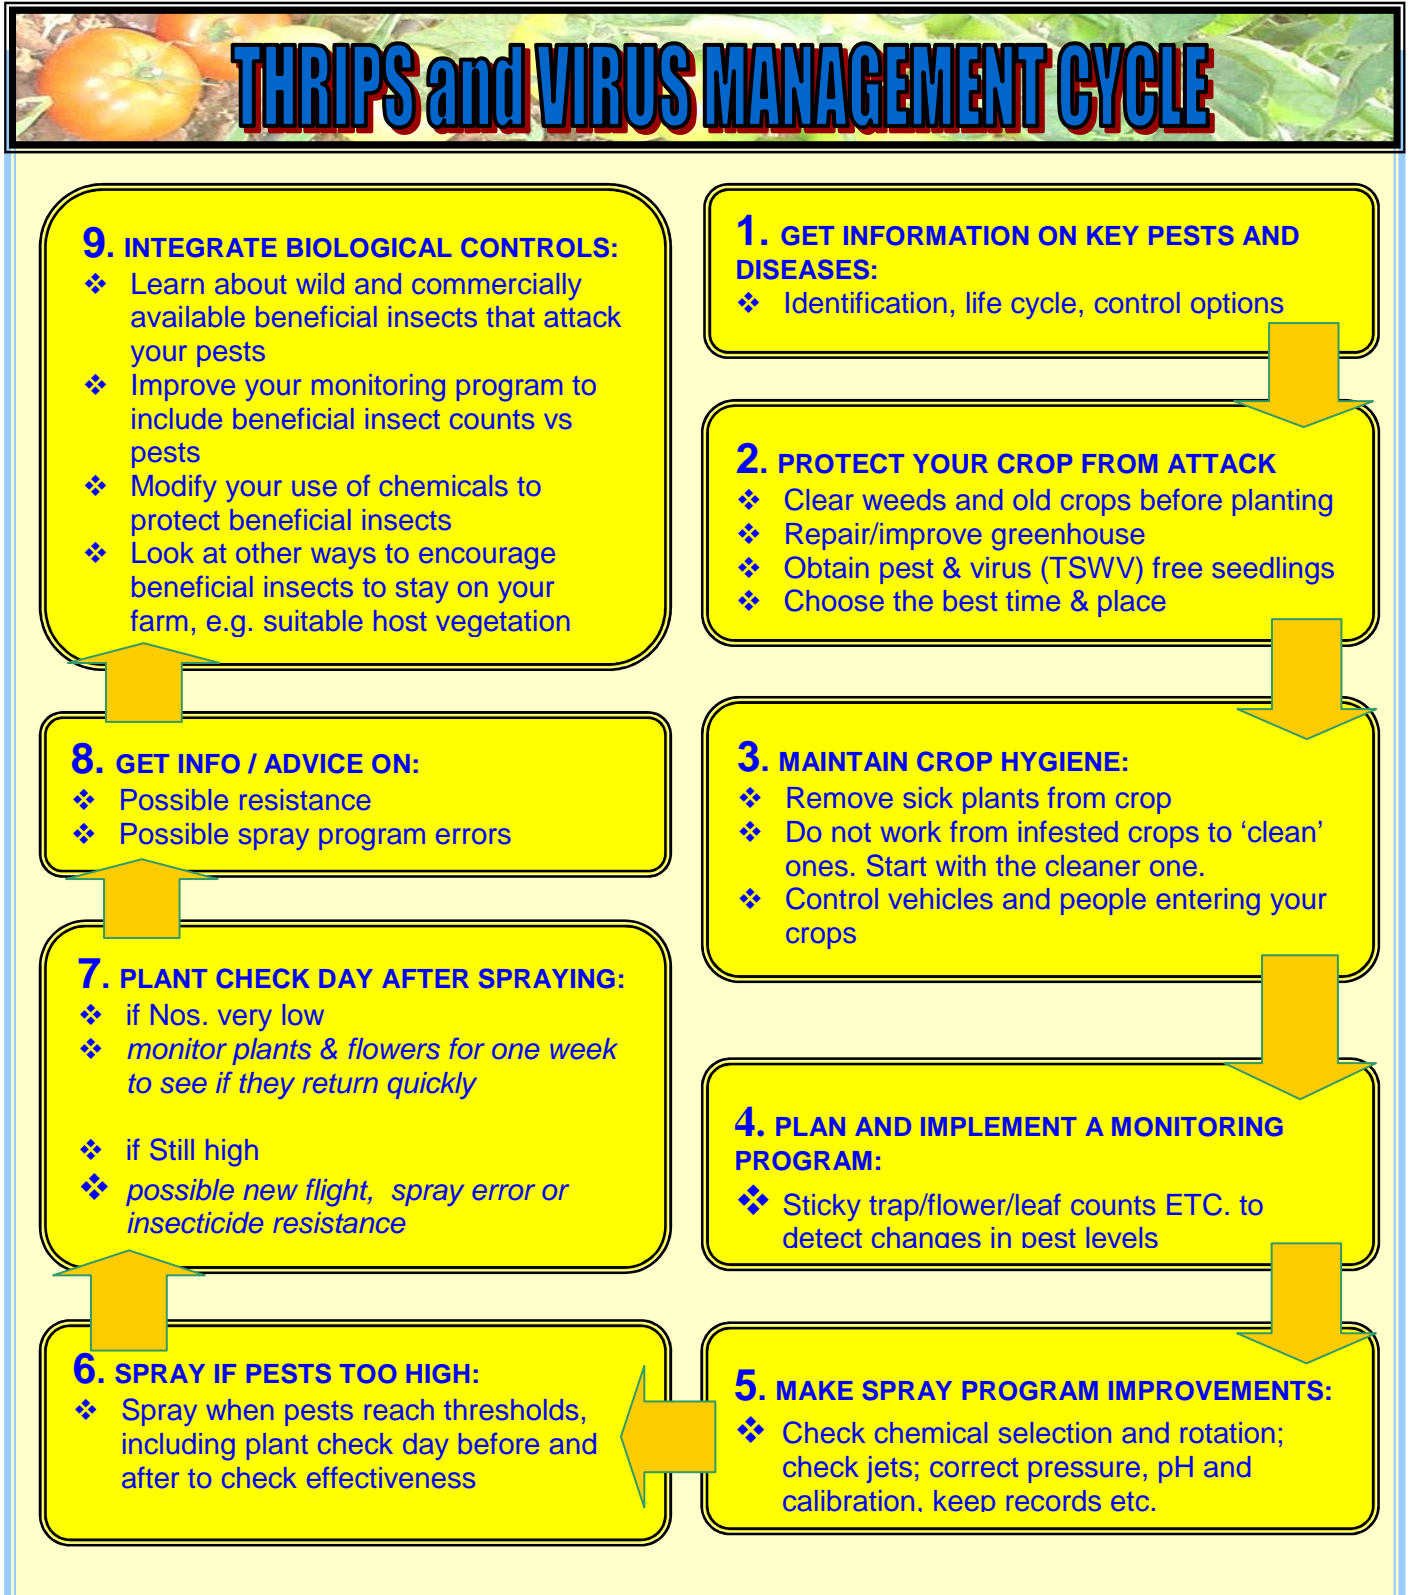 THRIPS and VIRUS MANAGEMENT CYCLE
1. GET INFORMATION ON KEY PESTS AND
DISEASES:
❖ Identification, life cycle, control options
2. PROTECT YOUR CROP FROM ATTACK
❖ Clear weeds and old crops before planting
❖ Repair/improve greenhouse
❖ Obtain pest & virus (TSWV) free seedlings
❖ Choose the best time & place
3. MAINTAIN CROP HYGIENE:
❖ Remove sick plants from crop
❖ Do not work from infested crops to ‘clean’
ones. Start with the cleaner one.
❖ Control vehicles and people entering your
crops
4. PLAN AND IMPLEMENT A MONITORING
PROGRAM:
❖ Sticky trap/flower/leaf counts ETC. to
detect changes in pest levels
5. MAKE SPRAY PROGRAM IMPROVEMENTS:
❖ Check chemical selection and rotation;
check jets; correct pressure, pH and
calibration, keep records etc.
6. SPRAY IF PESTS TOO HIGH:
❖ Spray when pests reach thresholds,
including plant check day before and
after to check effectiveness
7. PLANT CHECK DAY AFTER SPRAYING:
❖ if Nos. very low
❖ monitor plants & flowers for one week
to see if they return quickly
❖ if Still high
❖ possible new flight, spray error or
insecticide resistance
8. GET INFO / ADVICE ON:
❖ Possible resistance
❖ Possible spray program errors
9. INTEGRATE BIOLOGICAL CONTROLS:
❖ Learn about wild and commercially
available beneficial insects that attack
your pests
❖ Improve your monitoring program to
include beneficial insect counts vs
pests
❖ Modify your use of chemicals to
protect beneficial insects
❖ Look at other ways to encourage
beneficial insects to stay on your
farm, e.g. suitable host vegetation